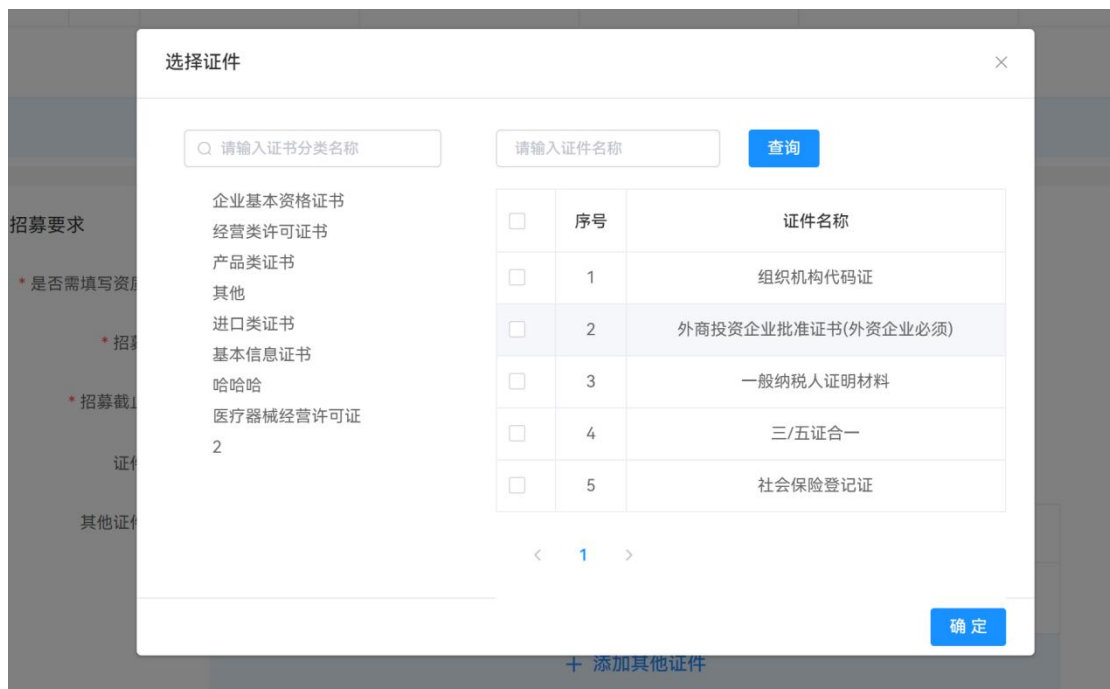 选择证件
请输入证书分类名称
请输入证件名称
查询
企业基本资格证书
经营类许可证书
产品类证书
其他
进口类证书
基本信息证书
哈哈哈
医疗器械经营许可证
2
序号 证件名称
1 组织机构代码证
2 外商投资企业批准证书(外资企业必须)
3 一般纳税人证明材料
4 三/五证合一
5 社会保险登记证
1
确定
招募要求
* 是否需填写资
* 招
* 招募截
证
其他证
+ 添加其他证件